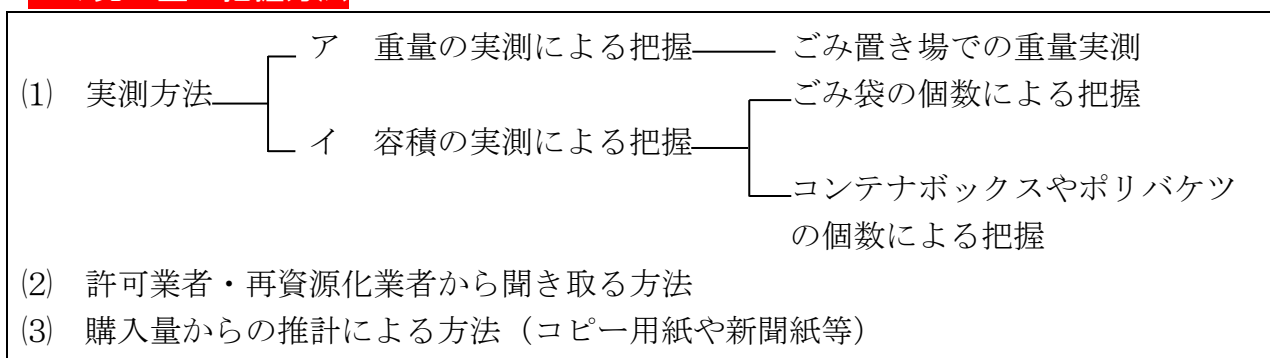 ア 重量の実測による把握 ごみ置き場での重量実測
⑴ 実測方法 ごみ袋の個数による把握
イ 容積の実測による把握
コンテナボックスやポリバケツ
の個数による把握
⑵ 許可業者・再資源化業者から聞き取る方法
⑶ 購入量からの推計による方法(コピー用紙や新聞紙等)